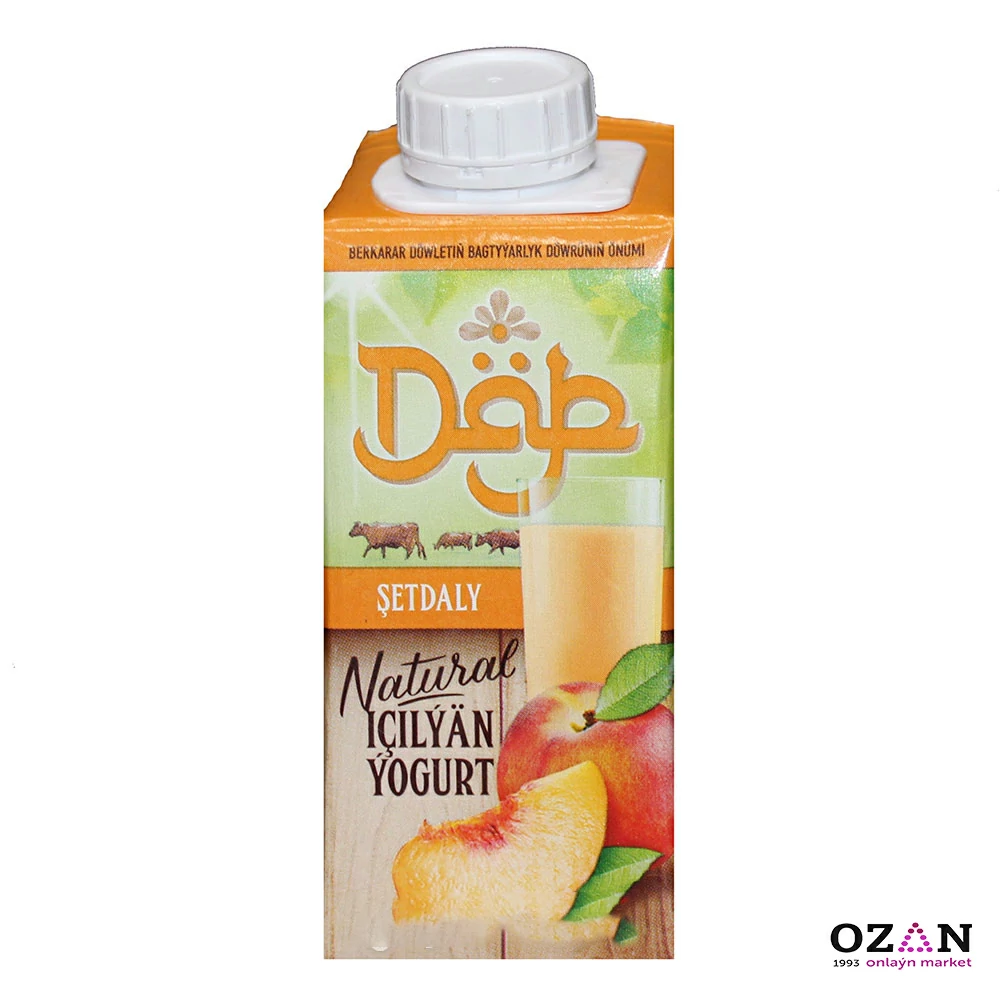 BERKARAR DÖWLETIŇ BAGTYÝARLYK DÖWRÜNIŇ ÖNÜMI
Däp
ŞETDALY
Natural
IÇILÝÄN
ÝOGURT
OZAN
1993 onlaýn market